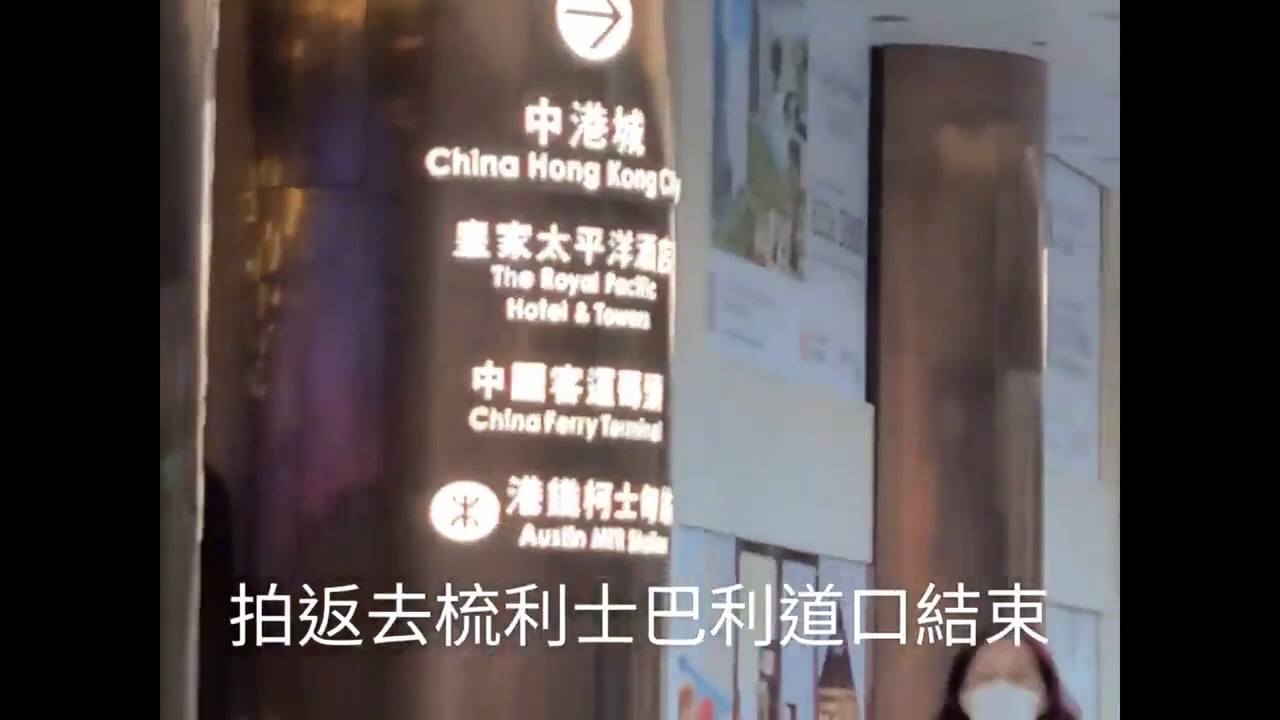 中港城
China Hong Kong City
皇家太平洋酒店
The Royal Pacific
Hotel & Towers
中國客運碼頭
China Ferry Terminal
港鐵柯士甸站
Austin MTR Station
拍返去梳利士巴利道口結束